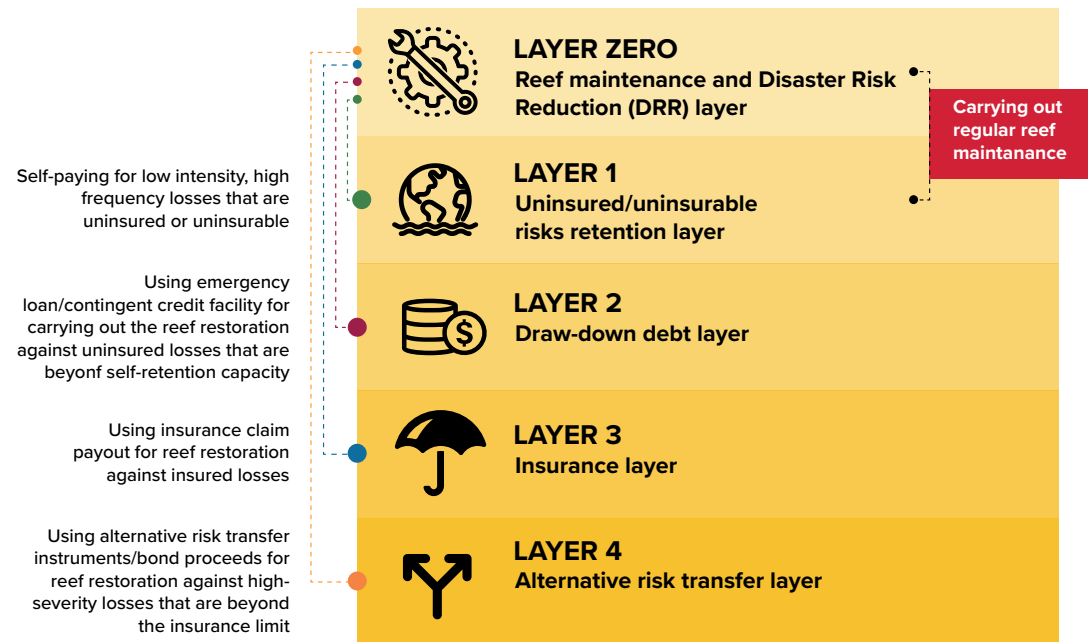 LAYER ZERO
Reef maintenance and Disaster Risk
Reduction (DRR) layer
Carrying out
regular reef
maintanance
Self-paying for low intensity, high
frequency losses that are
uninsured or uninsurable
LAYER 1
Uninsured/uninsurable
risks retention layer
Using emergency
loan/contingent credit facility for
carrying out the reef restoration
against uninsured losses that are
beyonf self-retention capacity
LAYER 2
Draw-down debt layer
$
Using insurance claim
payout for reef restoration
against insured losses
LAYER 3
Insurance layer
Using alternative risk transfer
instruments/bond proceeds for
reef restoration against high-
severity losses that are beyond
the insurance limit
LAYER 4
Alternative risk transfer layer